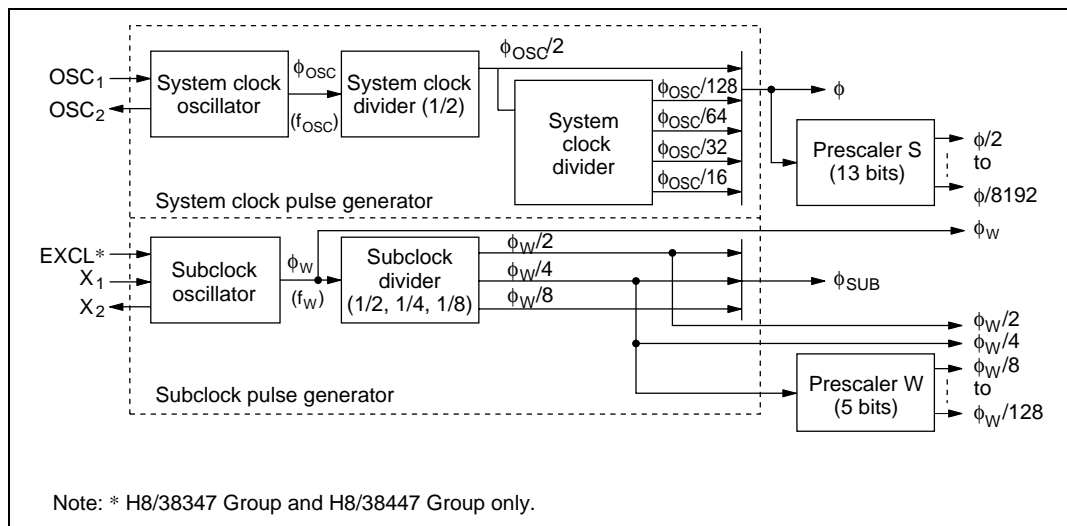 OSC₁
OSC₂
System clock
oscillator
ϕOSC
(fOSC)
System clock
divider (1/2)
ϕOSC/2
System
clock
divider
ϕOSC/128
ϕOSC/64
ϕOSC/32
ϕOSC/16
ϕ
Prescaler S
(13 bits)
ϕ/2
to
ϕ/8192
System clock pulse generator
EXCL*
X₁
X₂
Subclock
oscillator
ϕW
(fW)
Subclock
divider
(1/2, 1/4, 1/8)
ϕW/2
ϕW/4
ϕW/8
ϕW
ϕSUB
ϕW/2
ϕW/4
Prescaler W
(5 bits)
ϕW/8
to
ϕW/128
Subclock pulse generator
Note: * H8/38347 Group and H8/38447 Group only.